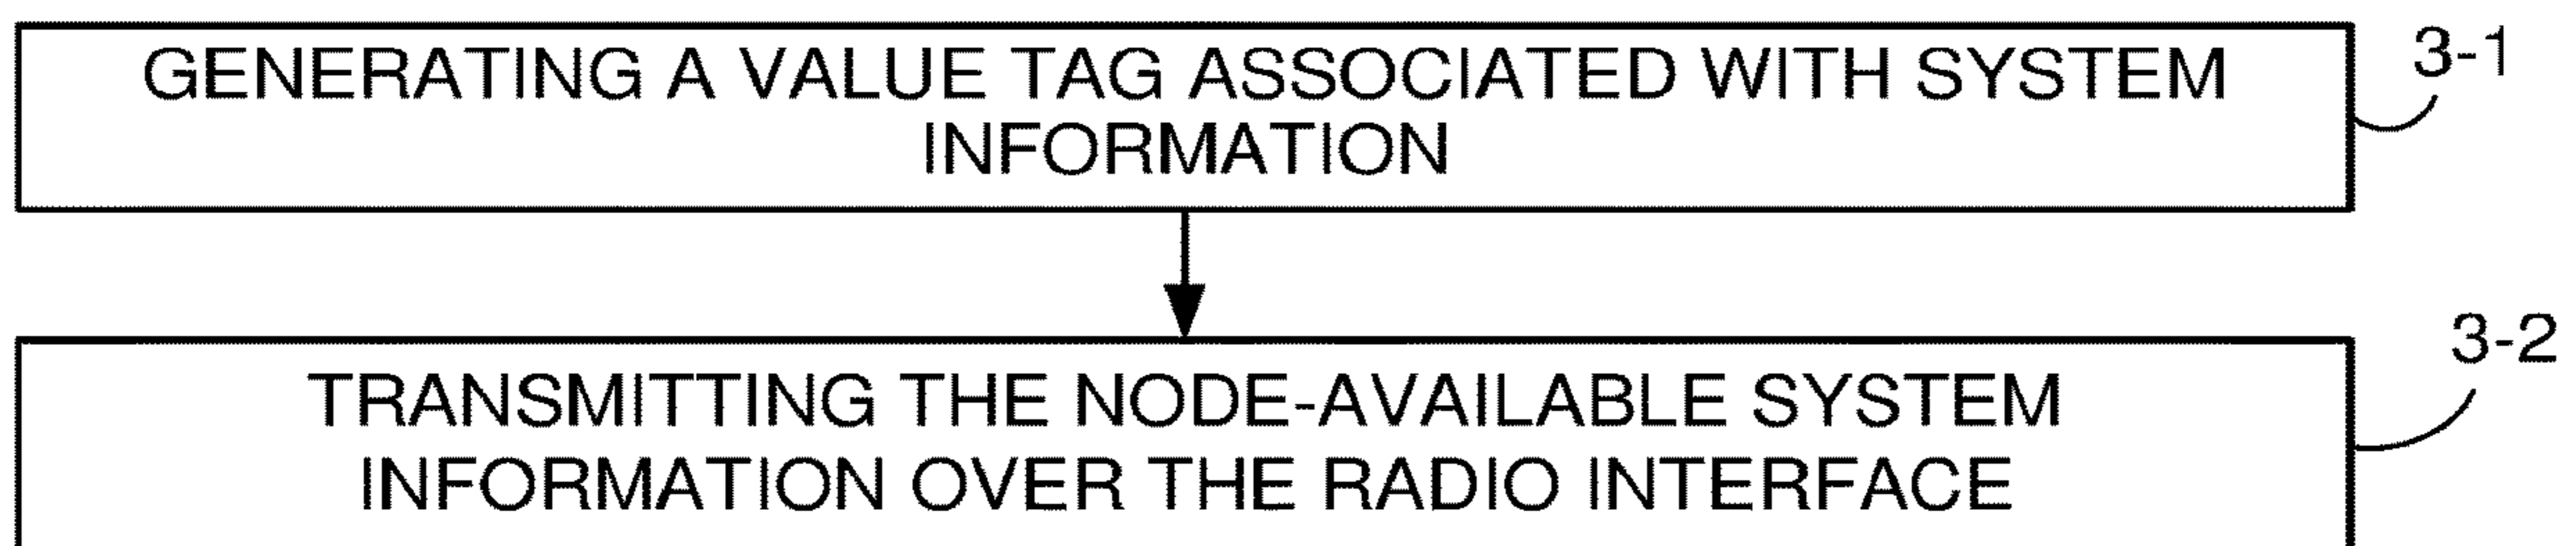 GENERATING A VALUE TAG ASSOCIATED WITH SYSTEM
INFORMATION
3-1
TRANSMITTING THE NODE-AVAILABLE SYSTEM
INFORMATION OVER THE RADIO INTERFACE
3-2